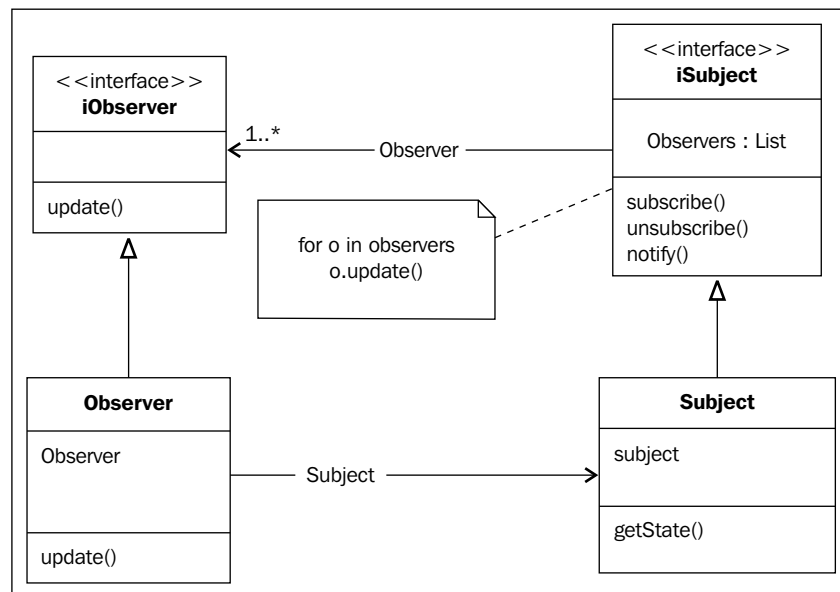 <<interface>>
iObserver
update()
1..*
Observer
<<interface>>
iSubject
Observers : List
subscribe()
unsubscribe()
notify()
for o in observers
o.update()
Observer
Observer
update()
Subject
Subject
subject
getState()